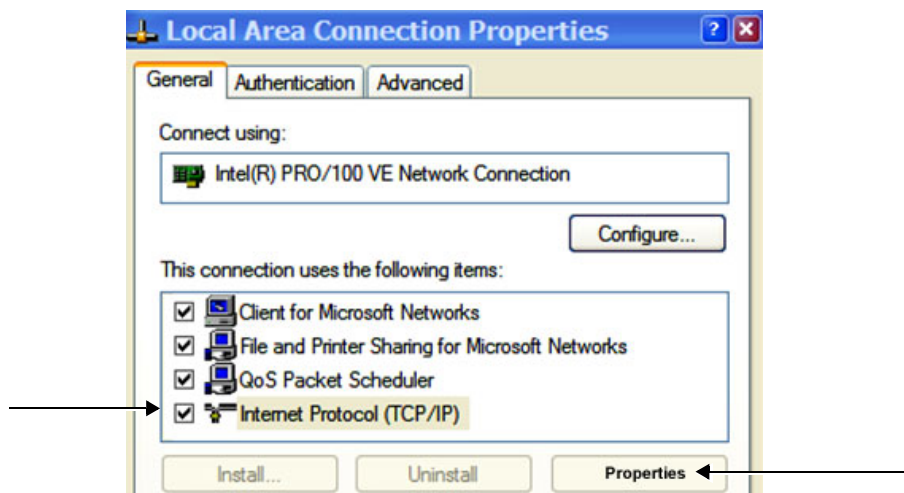 Local Area Connection Properties ?
General Authentication Advanced
Connect using:
Intel(R) PRO/100 VE Network Connection
Configure...
This connection uses the following items:
Client for Microsoft Networks
File and Printer Sharing for Microsoft Networks
QoS Packet Scheduler
Internet Protocol (TCP/IP)
Install... Uninstall Properties